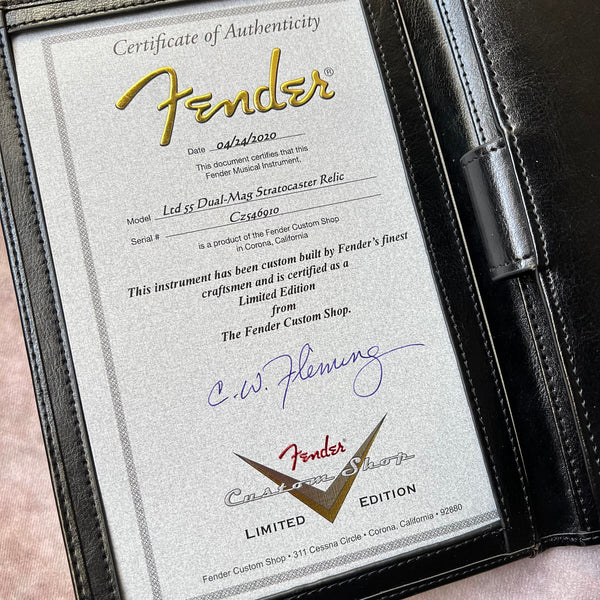 Certificate of Authenticity
Fender®
Date 04/24/2020
This document certifies that this
Fender Musical Instrument,
Model Ltd 55 Dual-Mag Stratocaster Relic
Serial # CZ546910
is a product of the Fender Custom Shop
in Corona, California
This instrument has been custom built by Fender's finest
craftsmen and is certified as a
Limited Edition
from
The Fender Custom Shop.
C. W. Fleming
Fender®
Custom Shop
LIMITED EDITION
Fender Custom Shop • 311 Cessna Circle • Corona, California • 92880